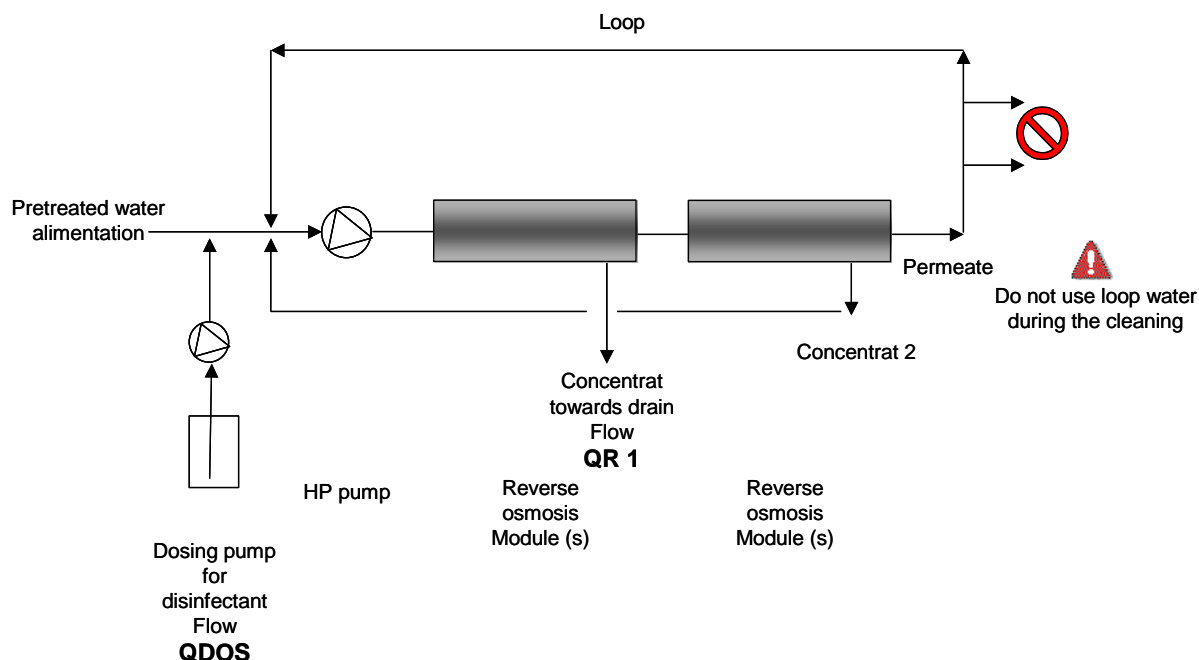 Loop
Pretreated water
alimentation
Permeate
Do not use loop water
during the cleaning
Concentrat 2
Concentrat
towards drain
Flow
QR 1
HP pump
Reverse
osmosis
Module (s)
Reverse
osmosis
Module (s)
Dosing pump
for
disinfectant
Flow
QDOS